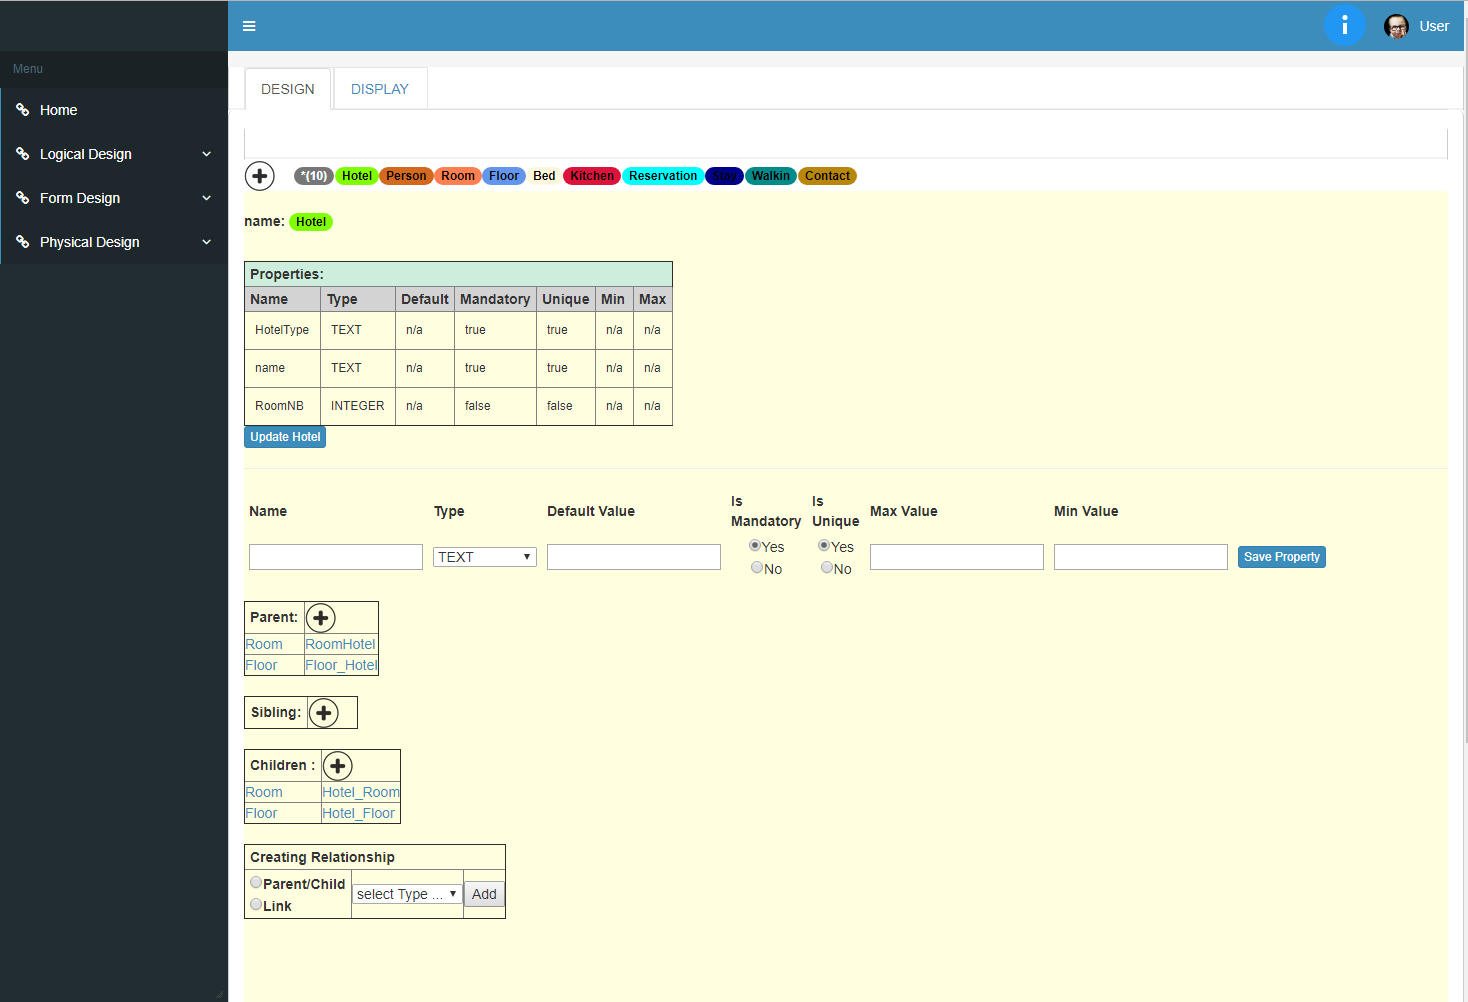 i User
Menu
DESIGN DISPLAY
Home
Logical Design
*(10) Hotel Person Room Floor Bed Kitchen Reservation Stay Walkin Contact
Form Design
name: Hotel
Physical Design
Properties:
Name Type Default Mandatory Unique Min Max
HotelType TEXT n/a true true n/a n/a
name TEXT n/a true true n/a n/a
RoomNB INTEGER n/a false false n/a n/a
Update Hotel
Name Type Default Value Is Mandatory Is Unique Max Value Min Value
TEXT Yes Yes Save Property
No No
Parent:
Room RoomHotel
Floor Floor_Hotel
Sibling:
Children :
Room Hotel_Room
Floor Hotel_Floor
Creating Relationship
Parent/Child select Type ... Add
Link